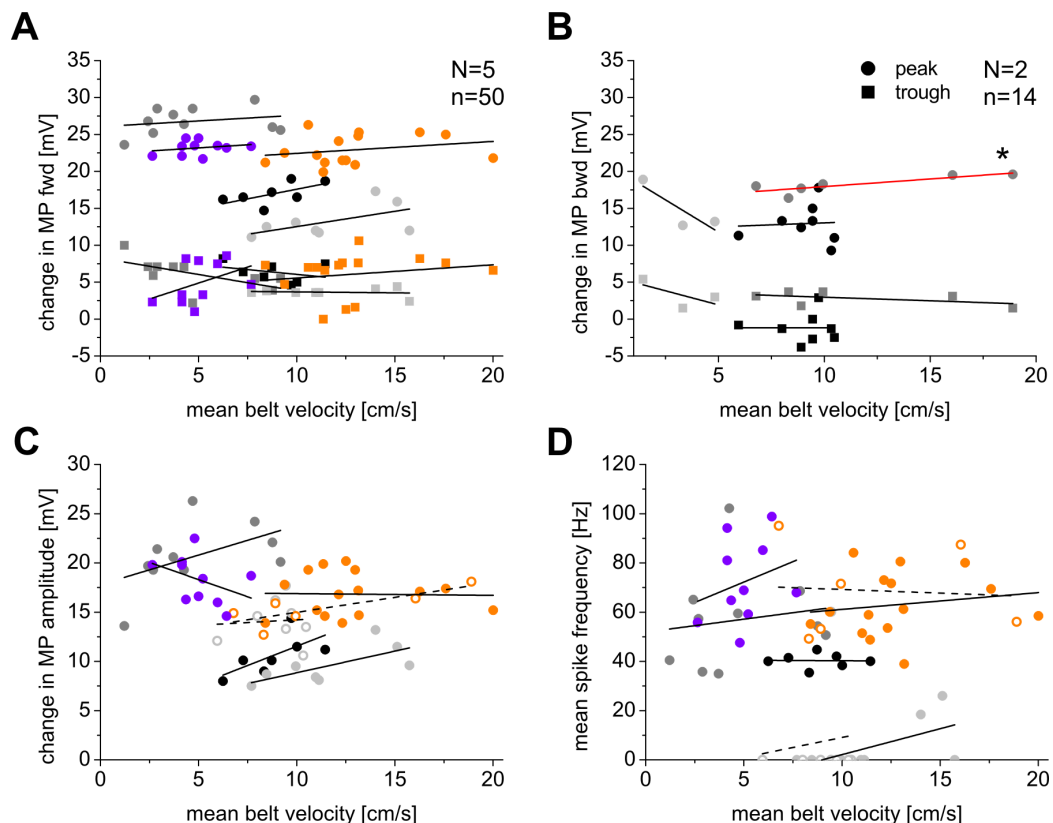 A
35
30
25
20
15
10
5
0
-5
change in MP fwd [mV]
N=5
n=50
0
5
10
15
20
mean belt velocity [cm/s]
B
35
30
25
20
15
10
5
0
-5
change in MP bwd [mV]
peak
trough
N=2
n=14
*
5
10
15
20
mean belt velocity [cm/s]
C
30
25
20
15
10
5
0
change in MP amplitude [mV]
0
5
10
15
20
mean belt velocity [cm/s]
D
120
100
80
60
40
20
0
mean spike frequency [Hz]
0
5
10
15
20
mean belt velocity [cm/s]